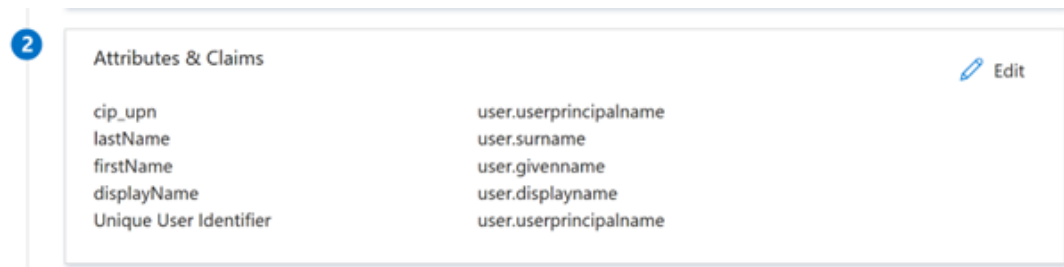 2
Attributes & Claims
Edit
cip_upn user.userprincipalname
lastName user.surname
firstName user.givenname
displayName user.displayname
Unique User Identifier user.userprincipalname